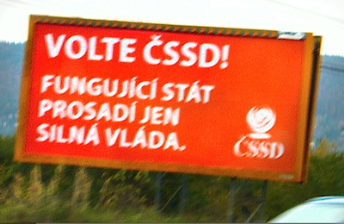 VOLTE ČSSD!
FUNGUJÍCÍ STÁT
PROSADÍ JEN
SILNÁ VLÁDA.
ČSSD